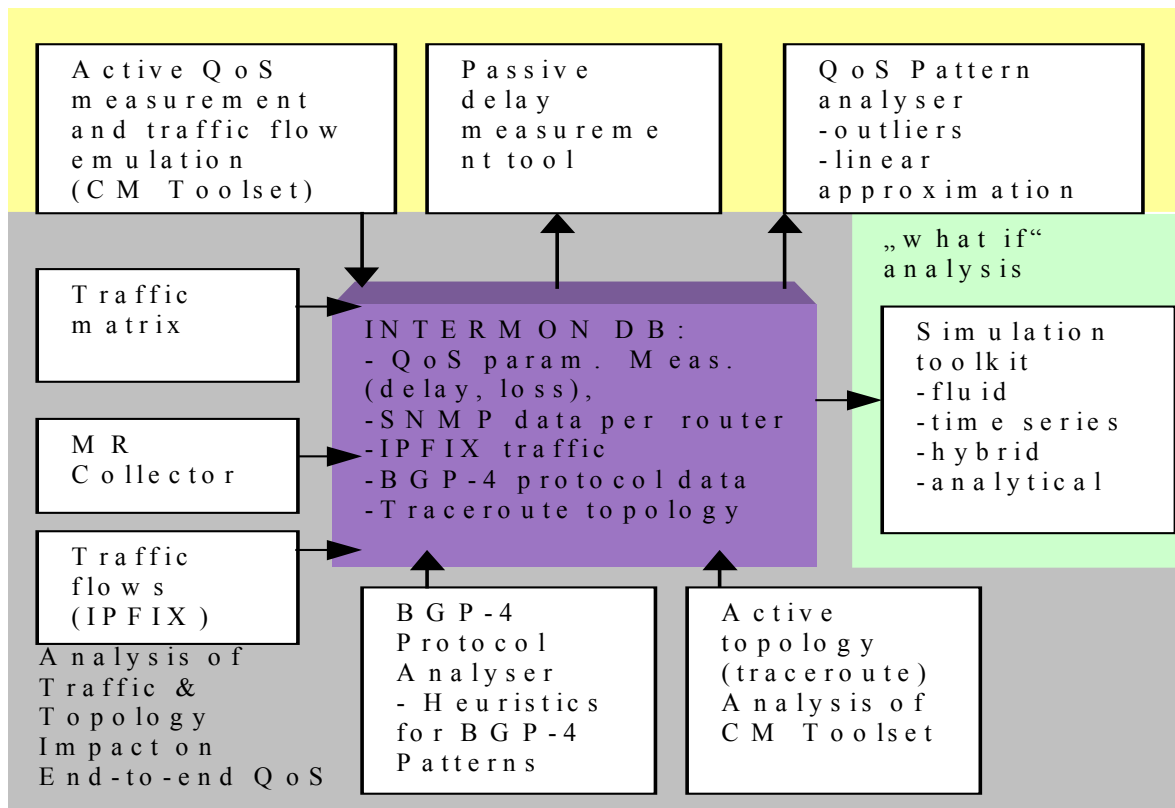 Active QoS
measurement
and traffic flow
emulation
(CM Toolset)
Passive
delay
measureme
nt tool
QoS Pattern
analyser
-outliers
-linear
approximation
„what if“
analysis
Traffic
matrix
INTERMON DB:
- QoS param. Meas.
(delay, loss),
-SNMP data per router
-IPFIX traffic
-BGP-4 protocol data
-Traceroute topology
Simulation
toolkit
-fluid
-time series
-hybrid
-analytical
MR
Collector
Traffic
flows
(IPFIX)
Analysis of
Traffic &
Topology
Impact on
End-to-end QoS
BGP-4
Protocol
Analyser
- Heuristics
for BGP-4
Patterns
Active
topology
(traceroute)
Analysis of
CM Toolset